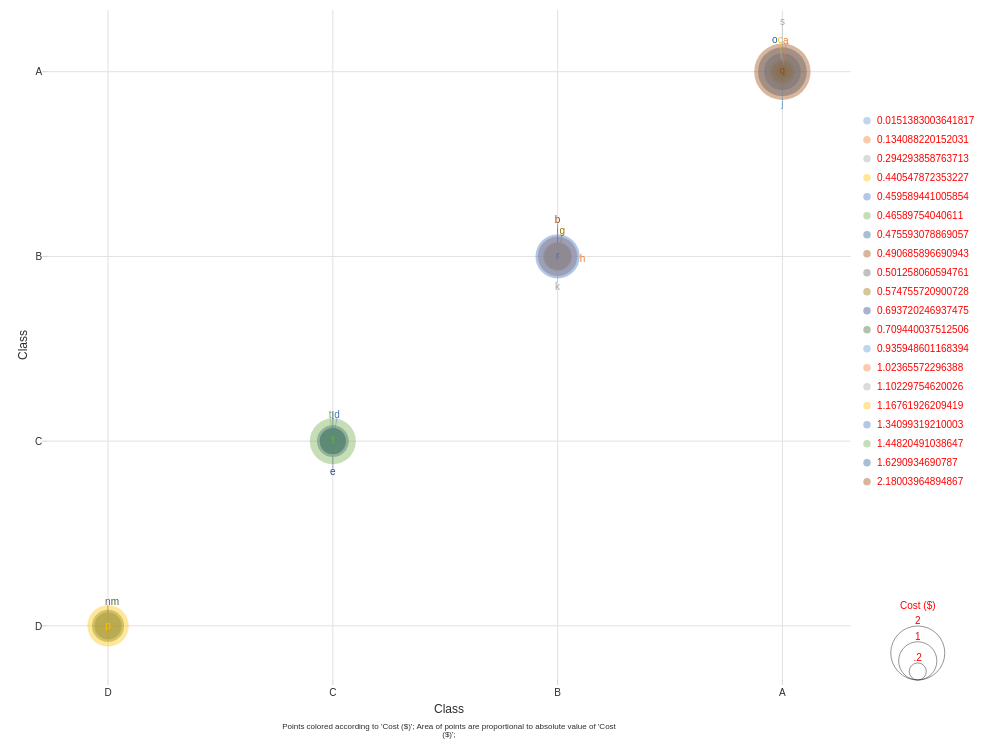 s
o
a
A
q
j
0.0151383003641817
0.134088220152031
0.294293858763713
0.440547872353227
0.459589441005854
0.46589754040611
0.475593078869057
0.490685896690943
0.501258060594761
0.574755720900728
0.693720246937475
0.709440037512506
0.935948601168394
1.02365572296388
1.10229754620026
1.16761926209419
1.34099319210003
1.44820491038647
1.6290934690787
2.18003964894867
b
g
B
r
h
k
Class
d
C
e
nm
D
p
Cost ($)
2
1
.2
D C B A
Class
Points colored according to 'Cost ($)'; Area of points are proportional to absolute value of 'Cost
($)';